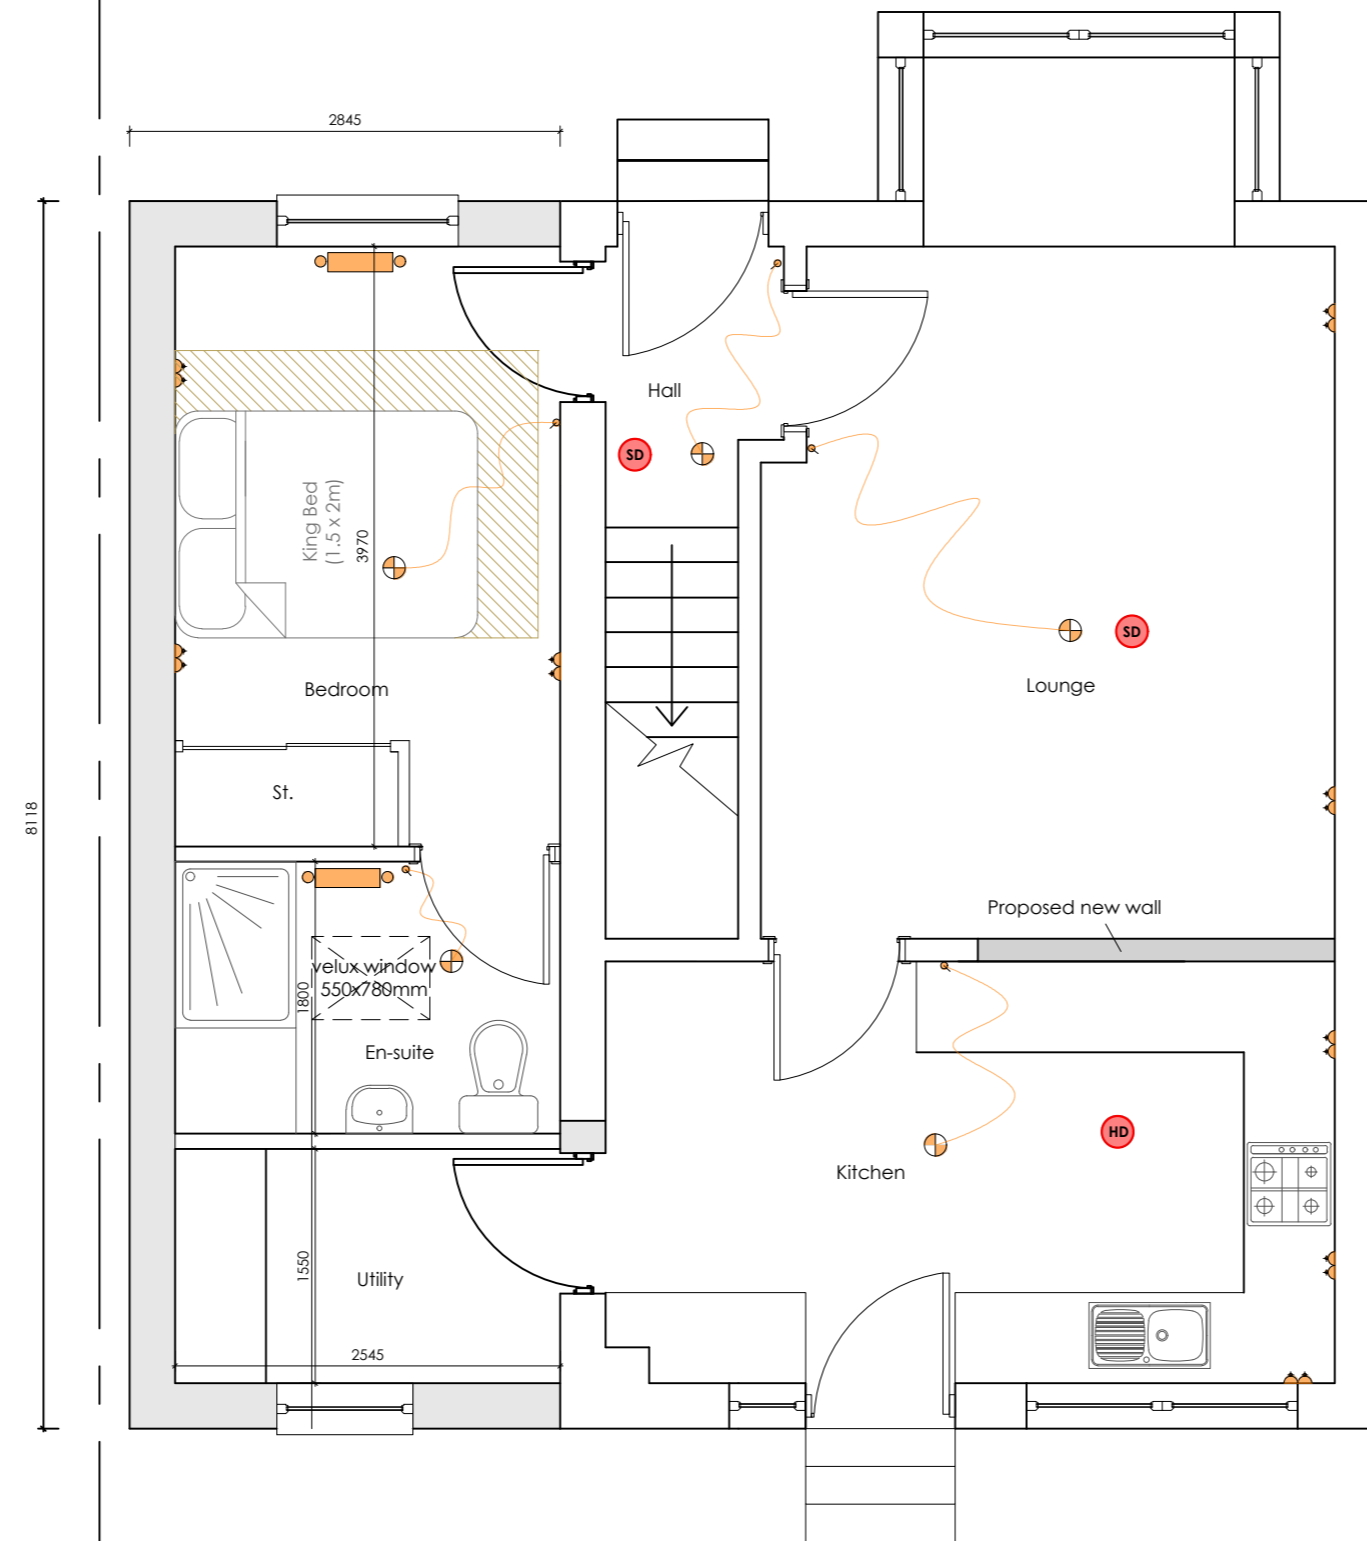 2845
Hall
SD
King Bed
(1.5 x 2m)
3970
SD
Lounge
Bedroom
St.
8118
Proposed new wall
velux window
550x780mm
1800
En-suite
HD
Kitchen
1550
Utility
2545